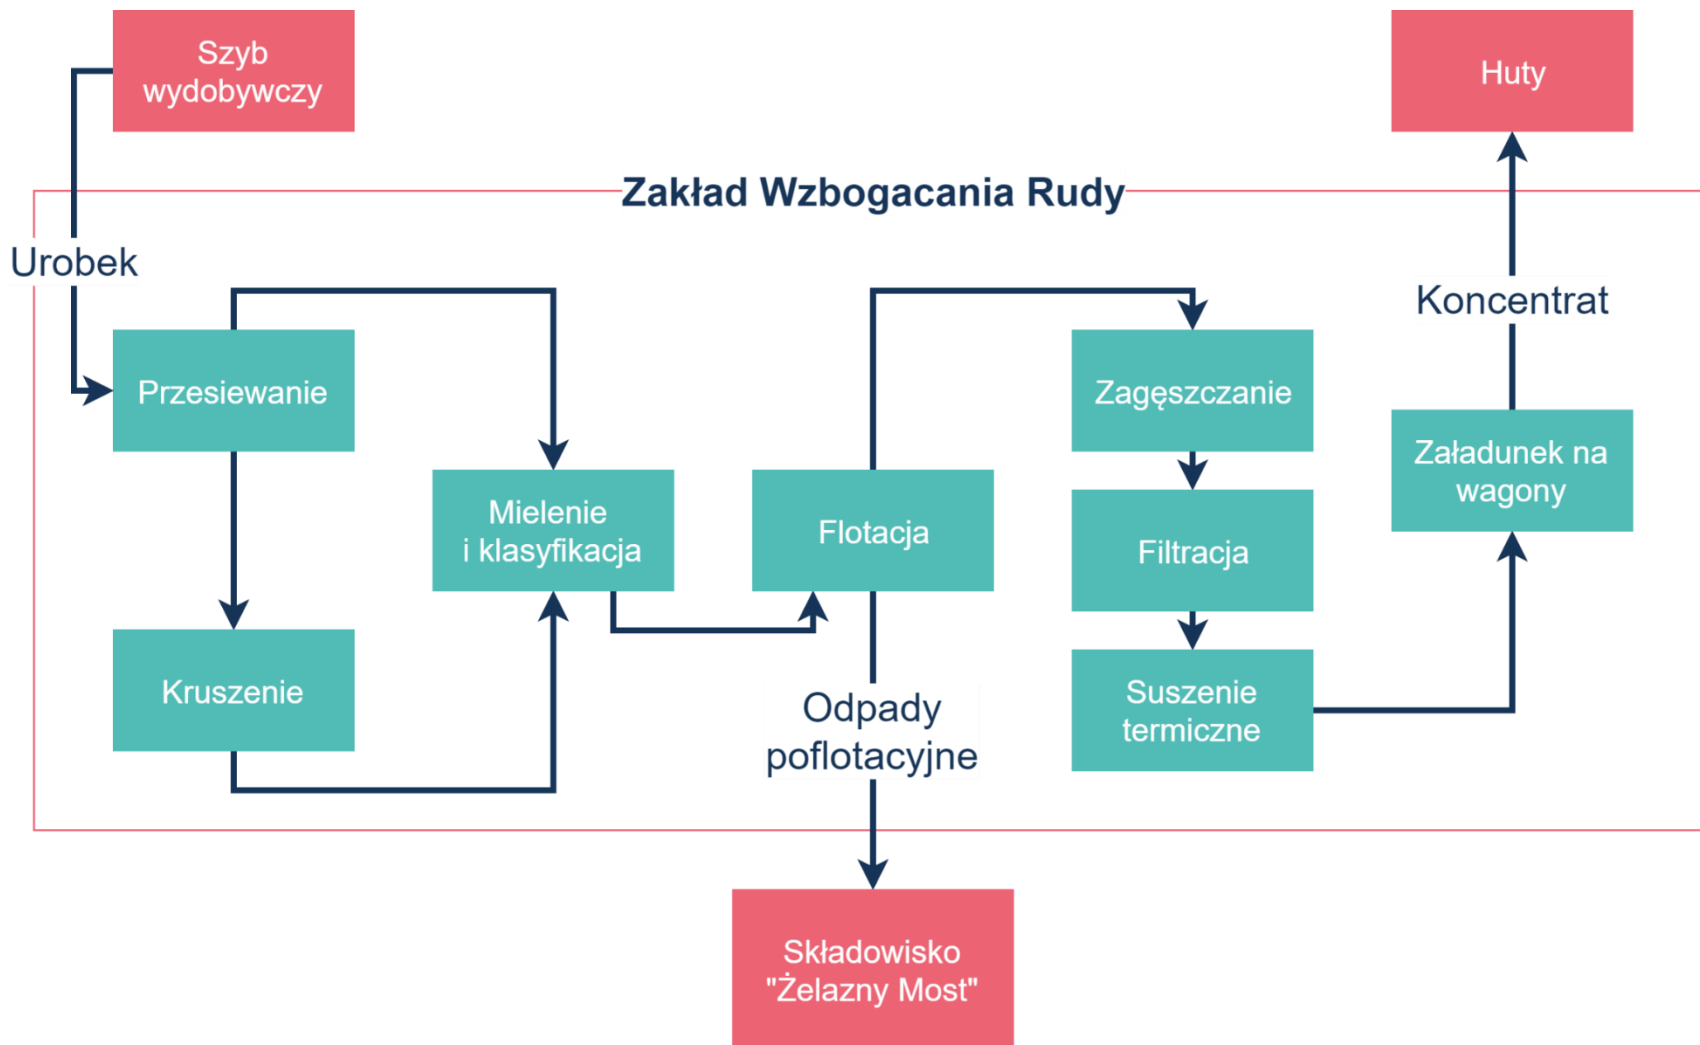 Szyb
wydobywczy
Huty
Zakład Wzbogacania Rudy
Urobek
Koncentrat
Przesiewanie
Mielenie
i klasyfikacja
Kruszenie
Flotacja
Odpady
poflotacyjne
Zagęszczanie
Filtracja
Suszenie
termiczne
Załadunek na
wagony
Składowisko
"Żelazny Most"